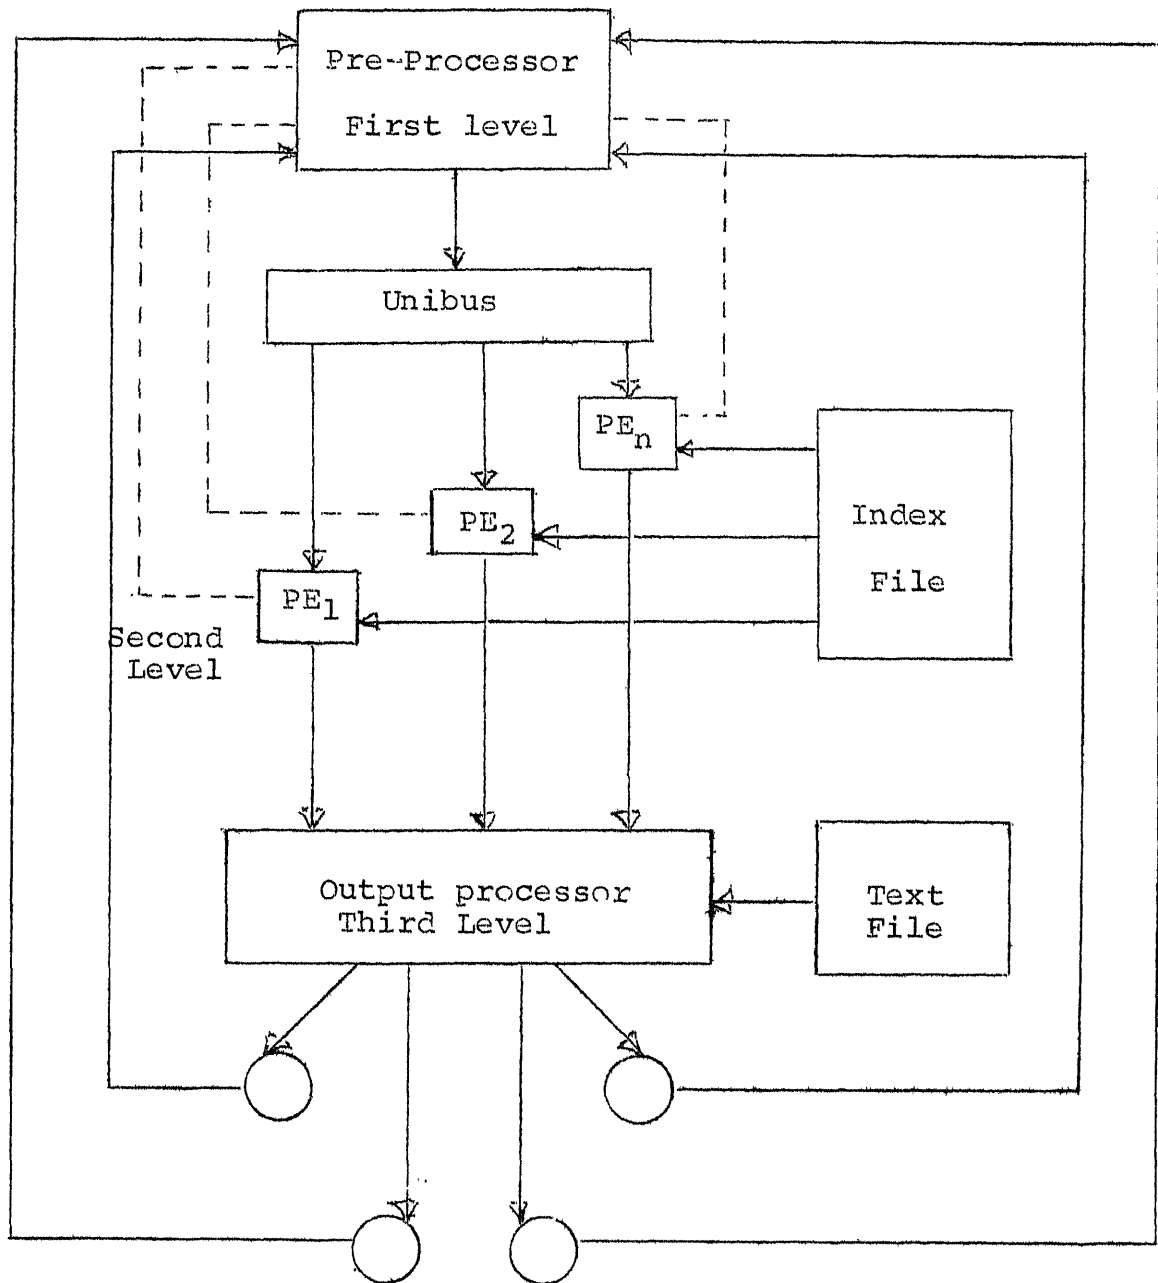 Pre-Processor
First level
Unibus
PEn
Index
File
PE2
PE1
Second
Level
Output processor
Third Level
Text
File